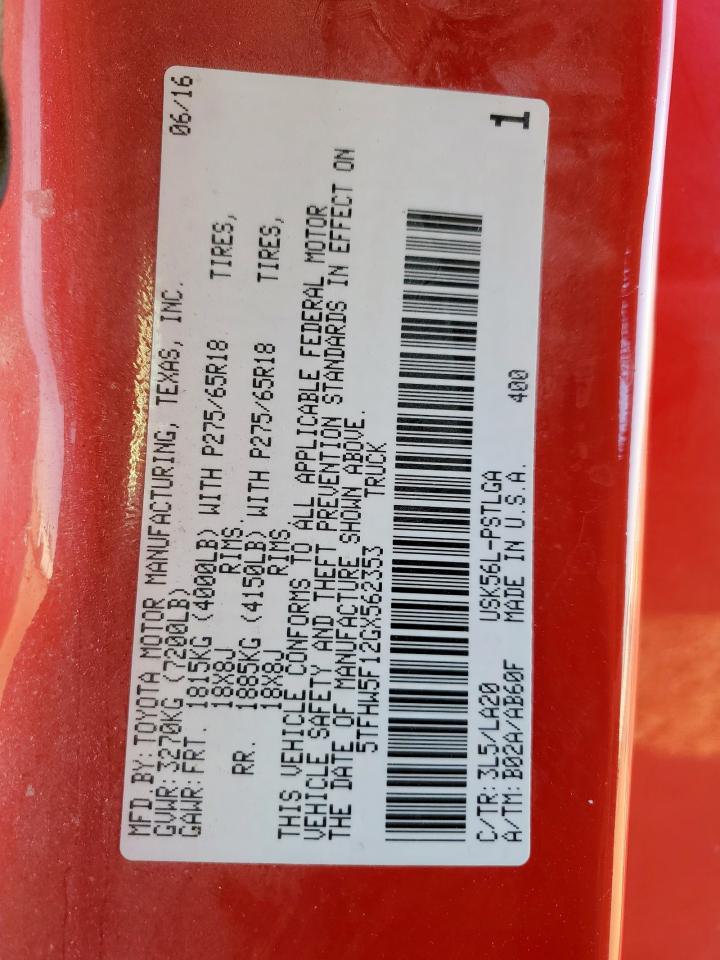 MFD.BY:TOYOTA MOTOR MANUFACTURING, TEXAS, INC. 06/16
GVWR:3270KG (7200LB)
GAWR:FRT. 1815KG (4000LB) WITH P275/65R18 TIRES,
18X8J RIMS.
RR. 1885KG (4150LB) WITH P275/65R18 TIRES,
18X8J RIMS.
THIS VEHICLE CONFORMS TO ALL APPLICABLE FEDERAL MOTOR
VEHICLE SAFETY AND THEFT PREVENTION STANDARDS IN EFFECT ON
THE DATE OF MANUFACTURE SHOWN ABOVE.
5TFHW5F12GX562353 TRUCK
C/TR:3L5/LA20 USK56L-PSTLGA
A/TM:B02A/AB60F MADE IN U.S.A. 400 1